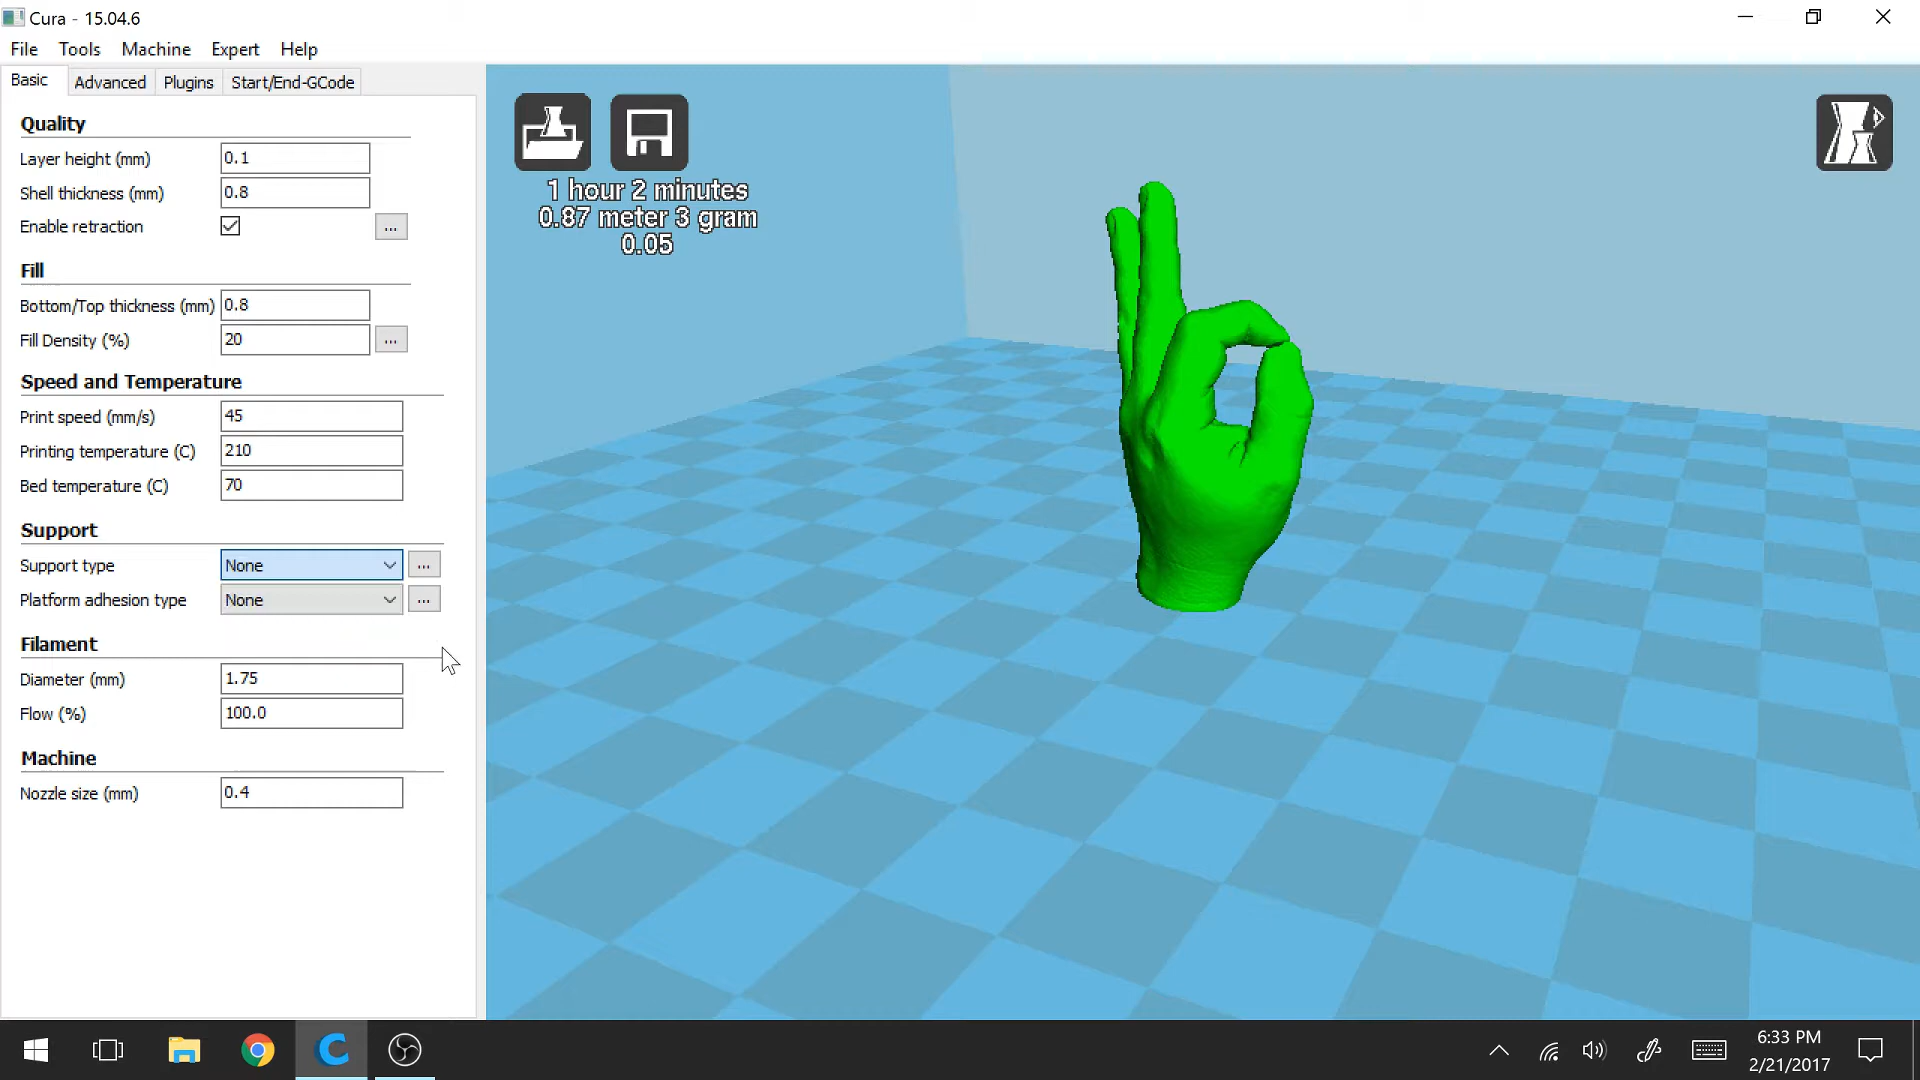 Cura - 15.04.6
File Tools Machine Expert Help
Basic Advanced Plugins Start/End-GCode
Quality
Layer height (mm) 0.1
Shell thickness (mm) 0.8
Enable retraction ...
Fill
Bottom/Top thickness (mm) 0.8
Fill Density (%) 20 ...
Speed and Temperature
Print speed (mm/s) 45
Printing temperature (C) 210
Bed temperature (C) 70
Support
Support type None ...
Platform adhesion type None ...
Filament
Diameter (mm) 1.75
Flow (%) 100.0
Machine
Nozzle size (mm) 0.4
1 hour 2 minutes
0.87 meter 3 gram
0.05
6:33 PM
2/21/2017